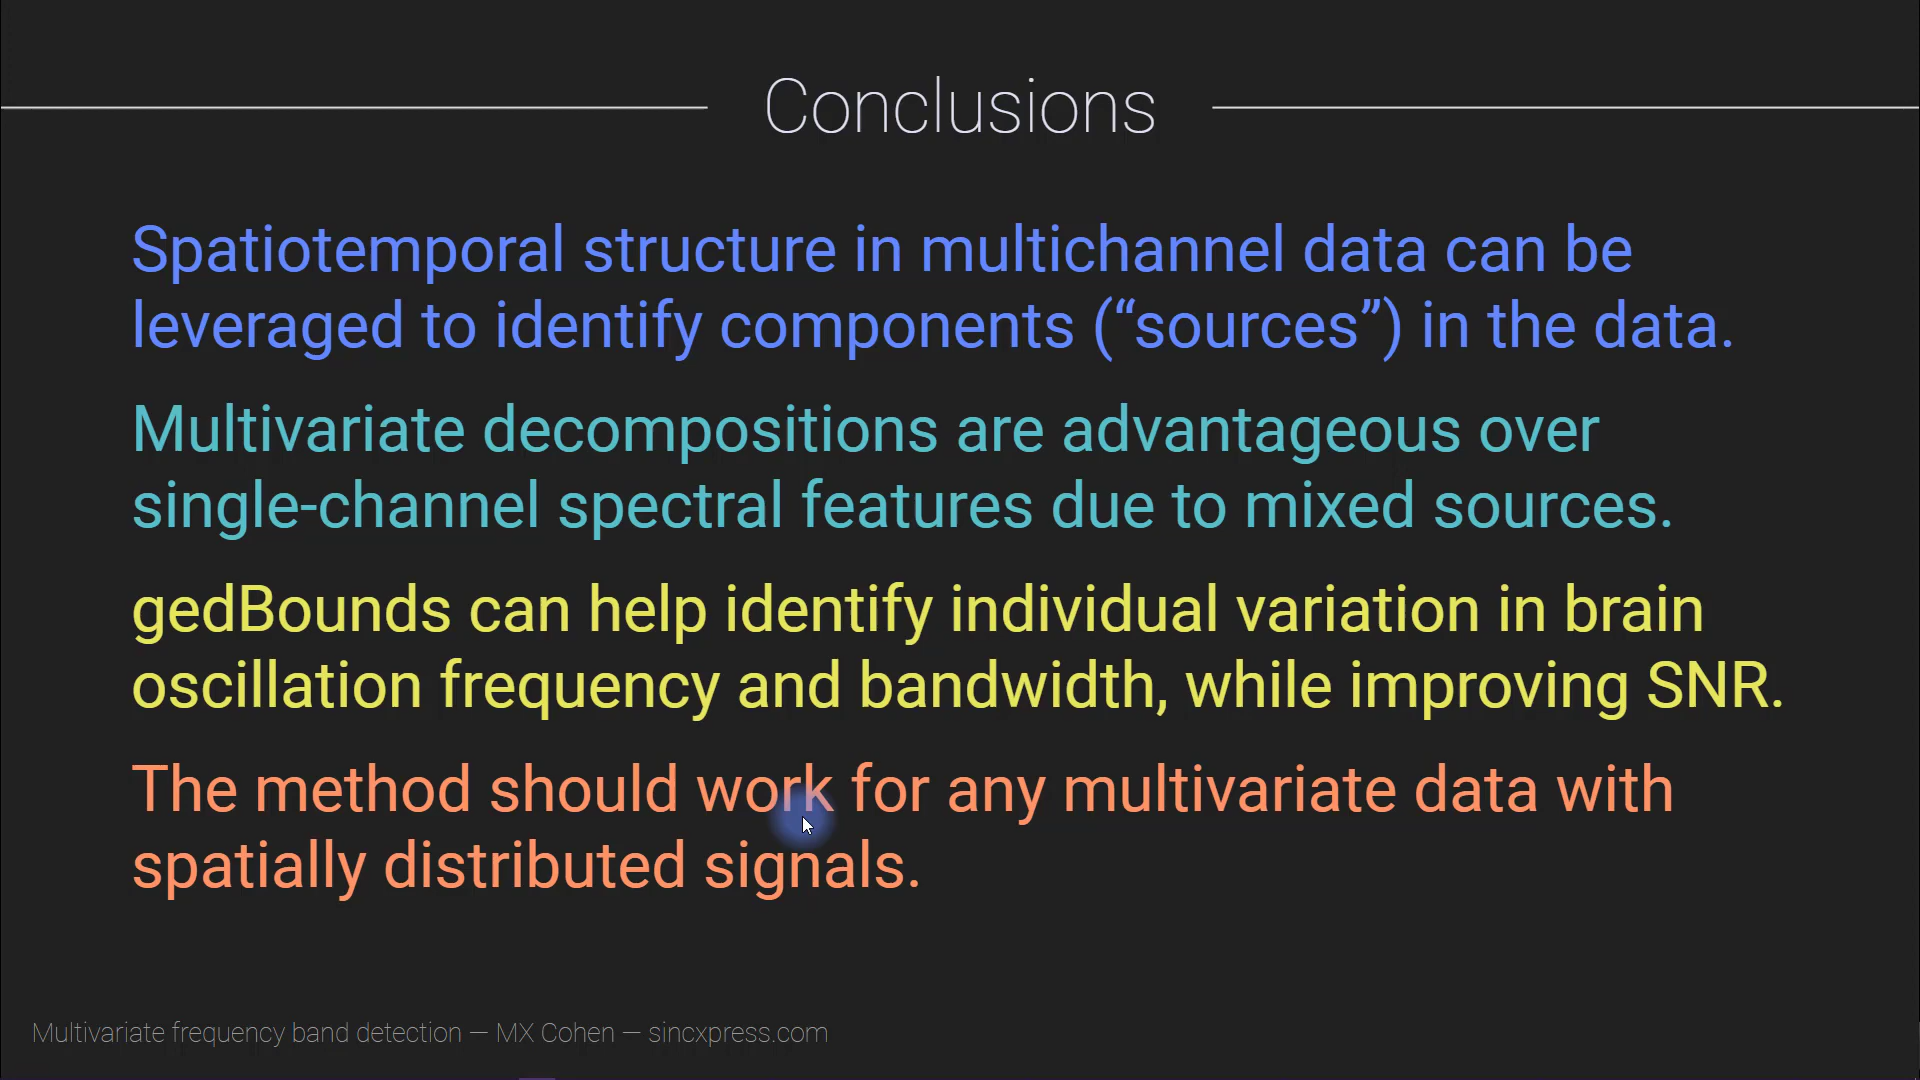 Conclusions
Spatiotemporal structure in multichannel data can be
leveraged to identify components (“sources”) in the data.
Multivariate decompositions are advantageous over
single-channel spectral features due to mixed sources.
gedBounds can help identify individual variation in brain
oscillation frequency and bandwidth, while improving SNR.
The method should work for any multivariate data with
spatially distributed signals.
Multivariate frequency band detection — MX Cohen — sincxpress.com